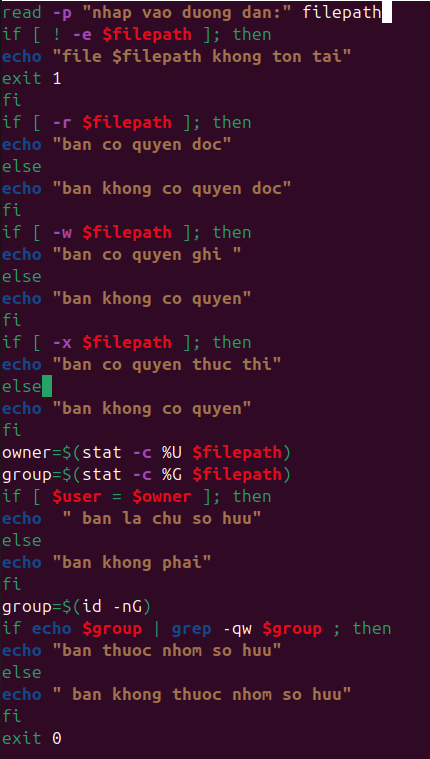 read -p "nhap vao duong dan:" filepath
if [ ! -e $filepath ]; then
echo "file $filepath khong ton tai"
exit 1
fi
if [ -r $filepath ]; then
echo "ban co quyen doc"
else
echo "ban khong co quyen doc"
fi
if [ -w $filepath ]; then
echo "ban co quyen ghi "
else
echo "ban khong co quyen"
fi
if [ -x $filepath ]; then
echo "ban co quyen thuc thi"
else
echo "ban khong co quyen"
fi
owner=$(stat -c %U $filepath)
group=$(stat -c %G $filepath)
if [ $user = $owner ]; then
echo  " ban la chu so huu"
else
echo "ban khong phai"
fi
group=$(id -nG)
if echo $group | grep -qw $group ; then
echo "ban thuoc nhom so huu"
else
echo " ban khong thuoc nhom so huu"
fi
exit 0